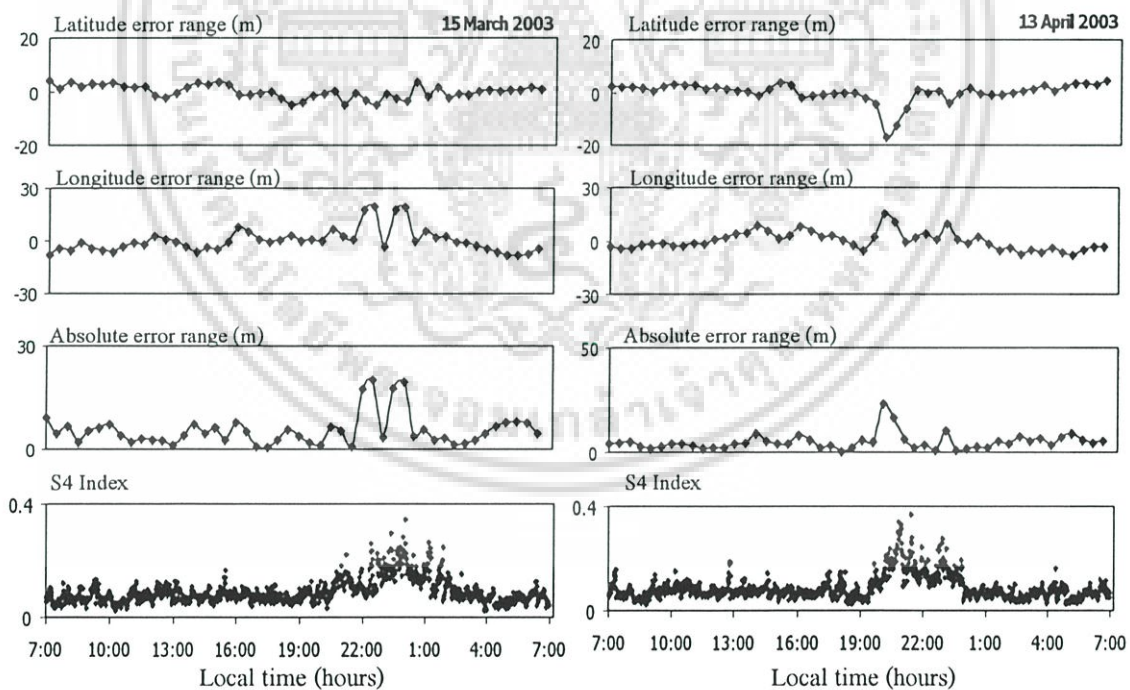 Latitude error range (m) 15 March 2003
20
0
-20
Longitude error range (m)
30
0
-30
Absolute error range (m)
30
0
S4 Index
0.4
0
7:00 10:00 13:00 16:00 19:00 22:00 1:00 4:00 7:00
Local time (hours)
Latitude error range (m) 13 April 2003
20
0
-20
Longitude error range (m)
30
0
-30
Absolute error range (m)
50
0
S4 Index
0.4
0
7:00 10:00 13:00 16:00 19:00 22:00 1:00 4:00 7:00
Local time (hours)